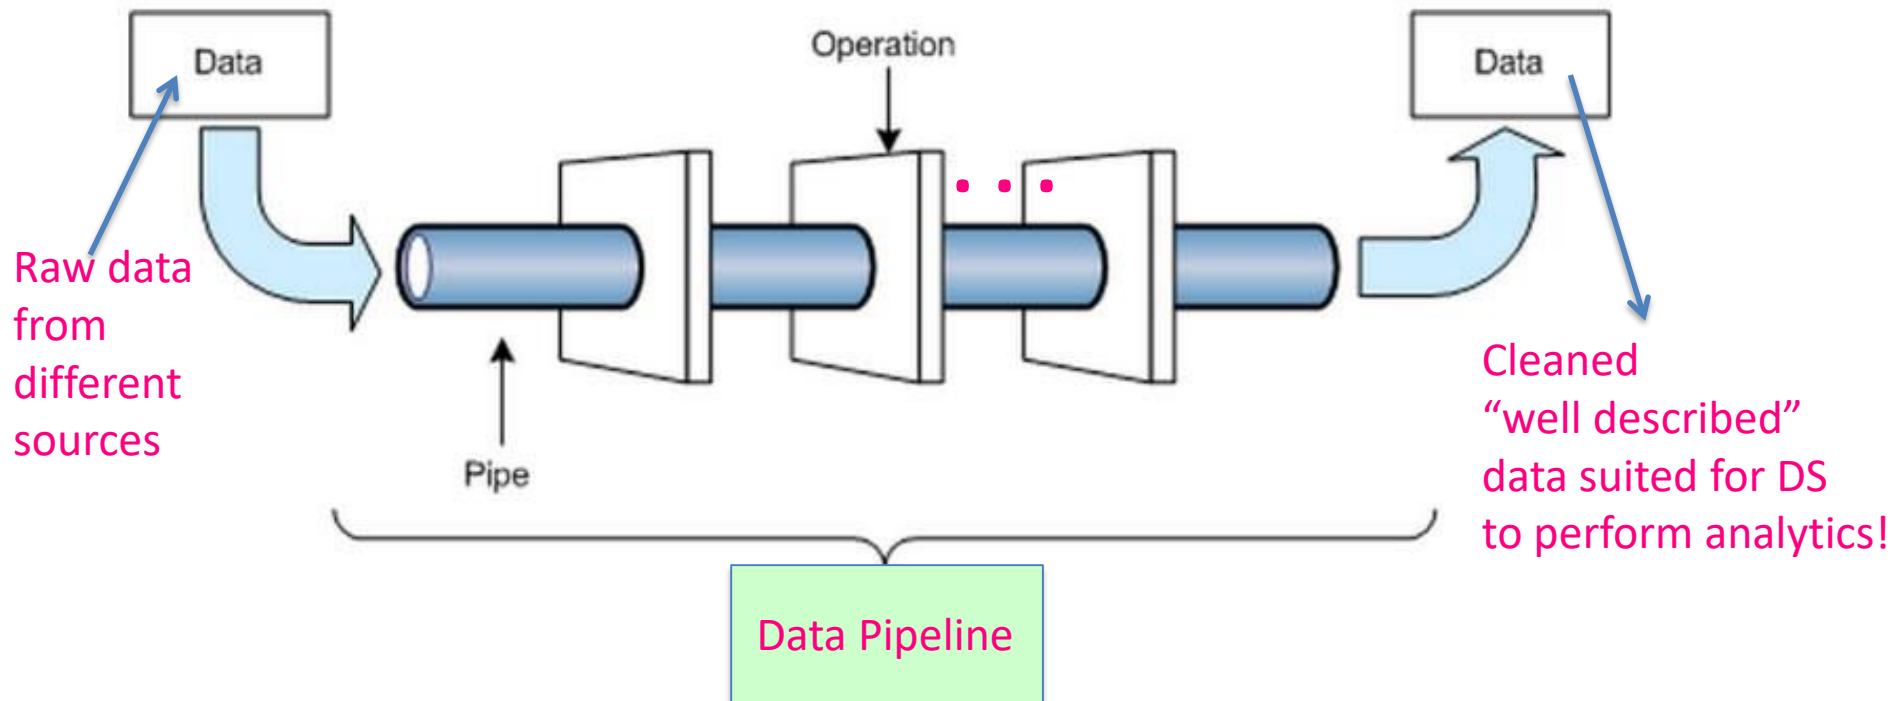 Data
Operation
Data
. . .
Raw data
from
different
sources
Pipe
Cleaned
“well described”
data suited for DS
to perform analytics!
Data Pipeline